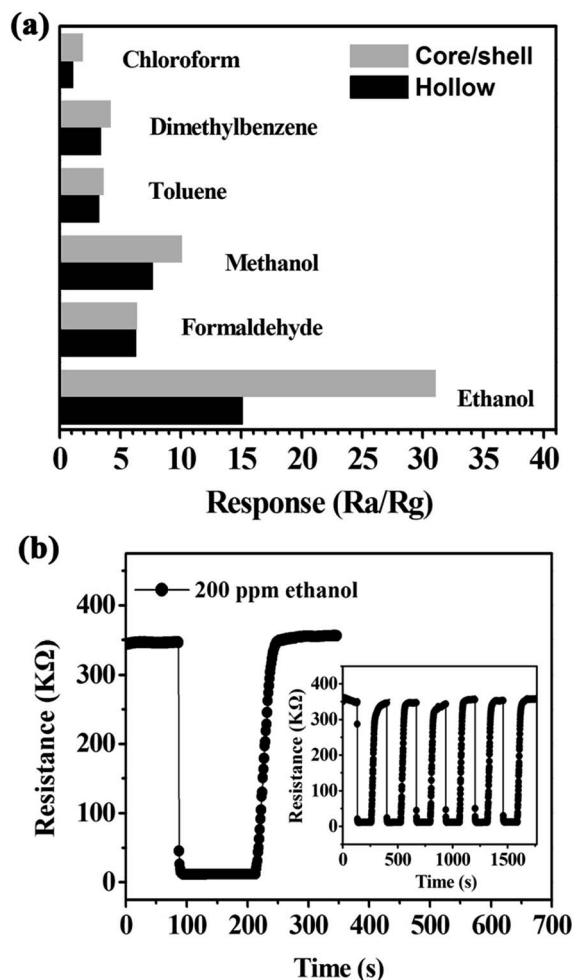 (a)
Core/shell
Hollow
Chloroform
Dimethylbenzene
Toluene
Methanol
Formaldehyde
Ethanol
0 5 10 15 20 25 30 35 40
Response (Ra/Rg)
(b)
200 ppm ethanol
400
300
200
100
0
Resistance (KΩ)
0 100 200 300 400 500 600 700
Time (s)
400
300
200
100
0
Resistance (KΩ)
0 500 1000 1500
Time (s)